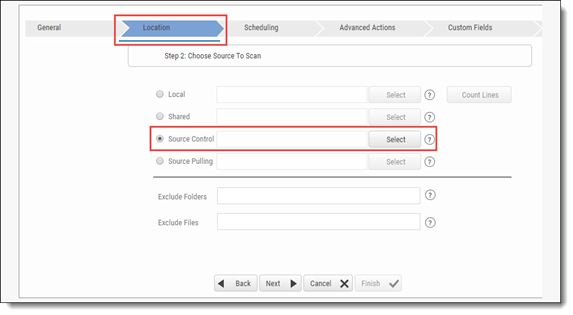 General Location Scheduling Advanced Actions Custom Fields
Step 2: Choose Source To Scan
Local Select ? Count Lines
Shared Select ?
Source Control Select ?
Source Pulling Select ?
Exclude Folders ?
Exclude Files ?
Back Next Cancel Finish